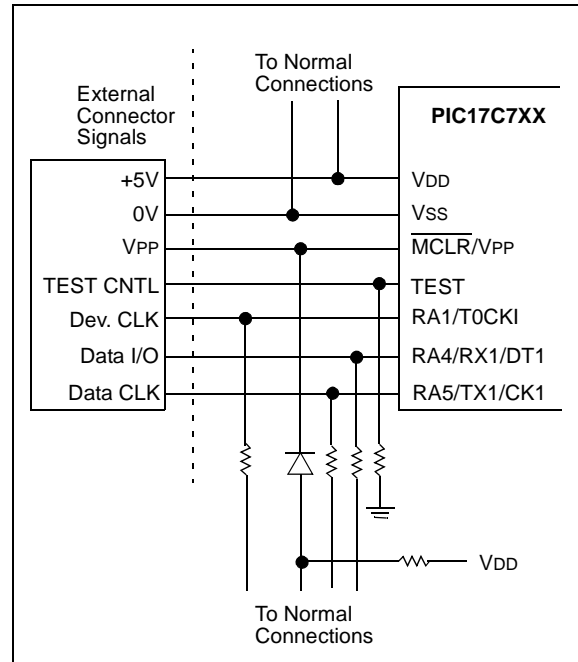 To Normal
Connections
External
Connector
Signals
PIC17C7XX
+5V
VDD
0V
VSS
VPP
MCLR/VPP
TEST CNTL
TEST
Dev. CLK
RA1/T0CKI
Data I/O
RA4/RX1/DT1
Data CLK
RA5/TX1/CK1
VDD
To Normal
Connections